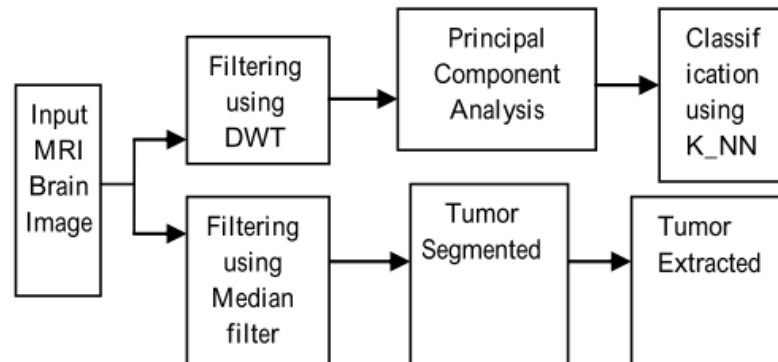 Input
MRI
Brain
Image
Filtering
using
DWT
Principal
Component
Analysis
Classif
ication
using
K_NN
Filtering
using
Median
filter
Tumor
Segmented
Tumor
Extracted